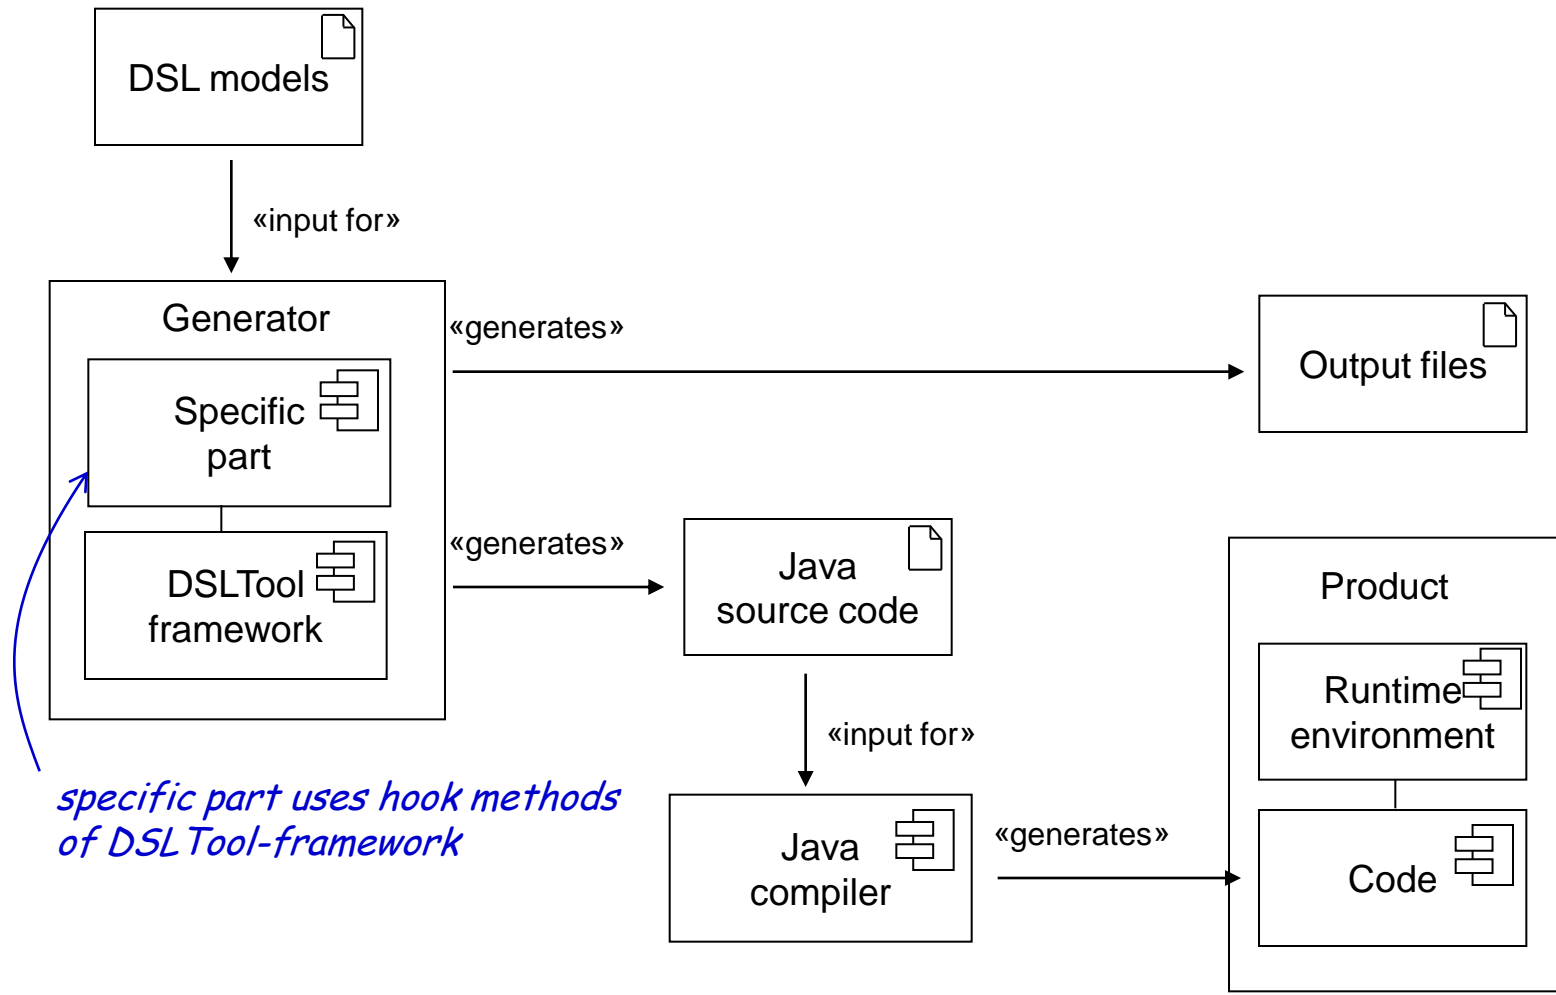 DSL models
«input for»
Generator
«generates»
Output files
Specific
part
«generates»
DSLTool
framework
Java
source code
Product
Runtime
environment
«input for»
specific part uses hook methods
of DSLTool-framework
Java
compiler
«generates»
Code